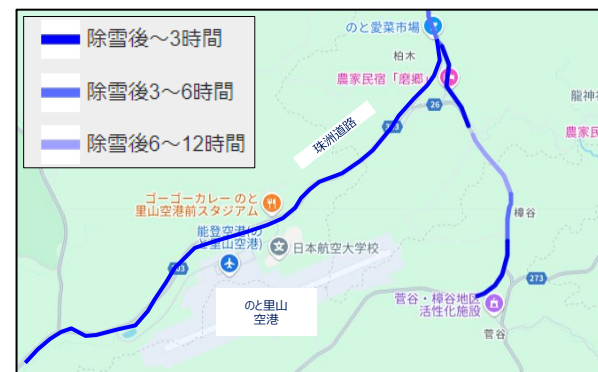 除雪後～3時間
除雪後3～6時間
除雪後6～12時間
のと愛菜市場
柏木
農家民宿「磨郷」
26
龍神
農家民
珠洲道路
ゴーゴーカレー のと
里山空港前スタジアム
能登空港(の
と里山空港)
日本航空大学校
樟谷
273
のと里山
空港
菅谷・樟谷地区
活性化施設
菅谷